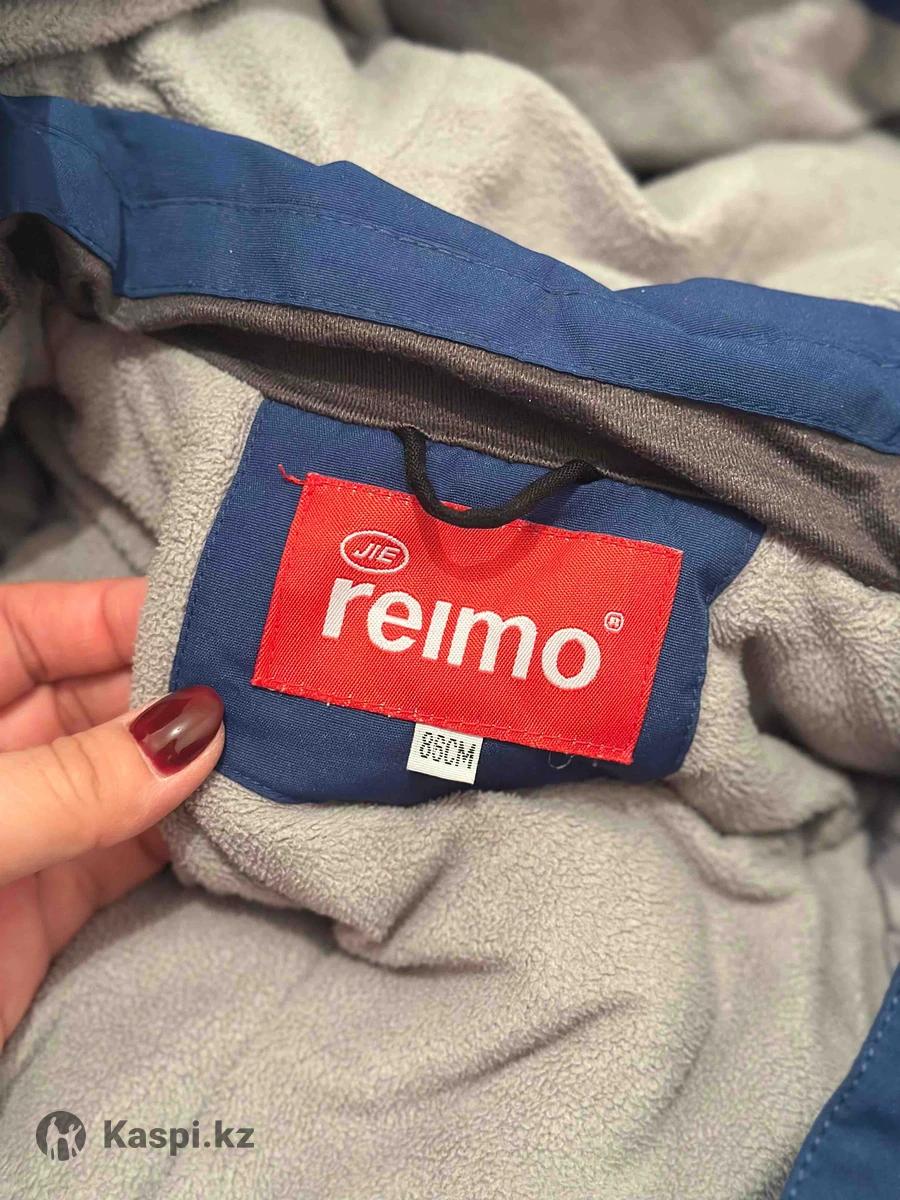 JIE
reimo®
86CM
Kaspi.kz